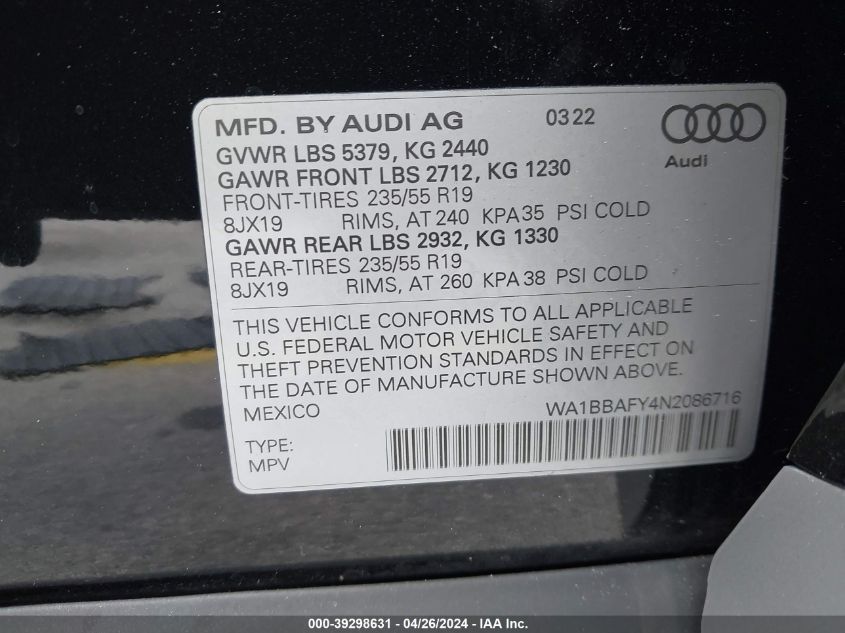 MFD. BY AUDI AG 0322
Audi
GVWR LBS 5379, KG 2440
GAWR FRONT LBS 2712, KG 1230
FRONT-TIRES 235/55 R19
8JX19 RIMS, AT 240 KPA 35 PSI COLD
GAWR REAR LBS 2932, KG 1330
REAR-TIRES 235/55 R19
8JX19 RIMS, AT 260 KPA 38 PSI COLD
THIS VEHICLE CONFORMS TO ALL APPLICABLE
U.S. FEDERAL MOTOR VEHICLE SAFETY AND
THEFT PREVENTION STANDARDS IN EFFECT ON
THE DATE OF MANUFACTURE SHOWN ABOVE.
MEXICO WA1BBAFY4N2086716
TYPE:
MPV
000-39298631 - 04/26/2024 - IAA Inc.